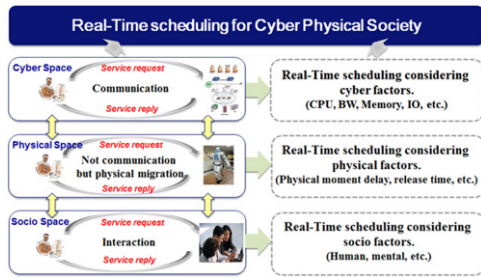 Real-Time scheduling for Cyber Physical Society
Cyber Space
Service request
Communication
Service reply
Real-Time scheduling considering
cyber factors.
(CPU, BW, Memory, IO, etc.)
Physical Space
Service request
Not communication
but physical migration
Service reply
Real-Time scheduling considering
physical factors.
(Physical moment delay, release time, etc.)
Socio Space
Service request
Interaction
Service reply
Real-Time scheduling considering
socio factors.
(Human, mental, etc.)